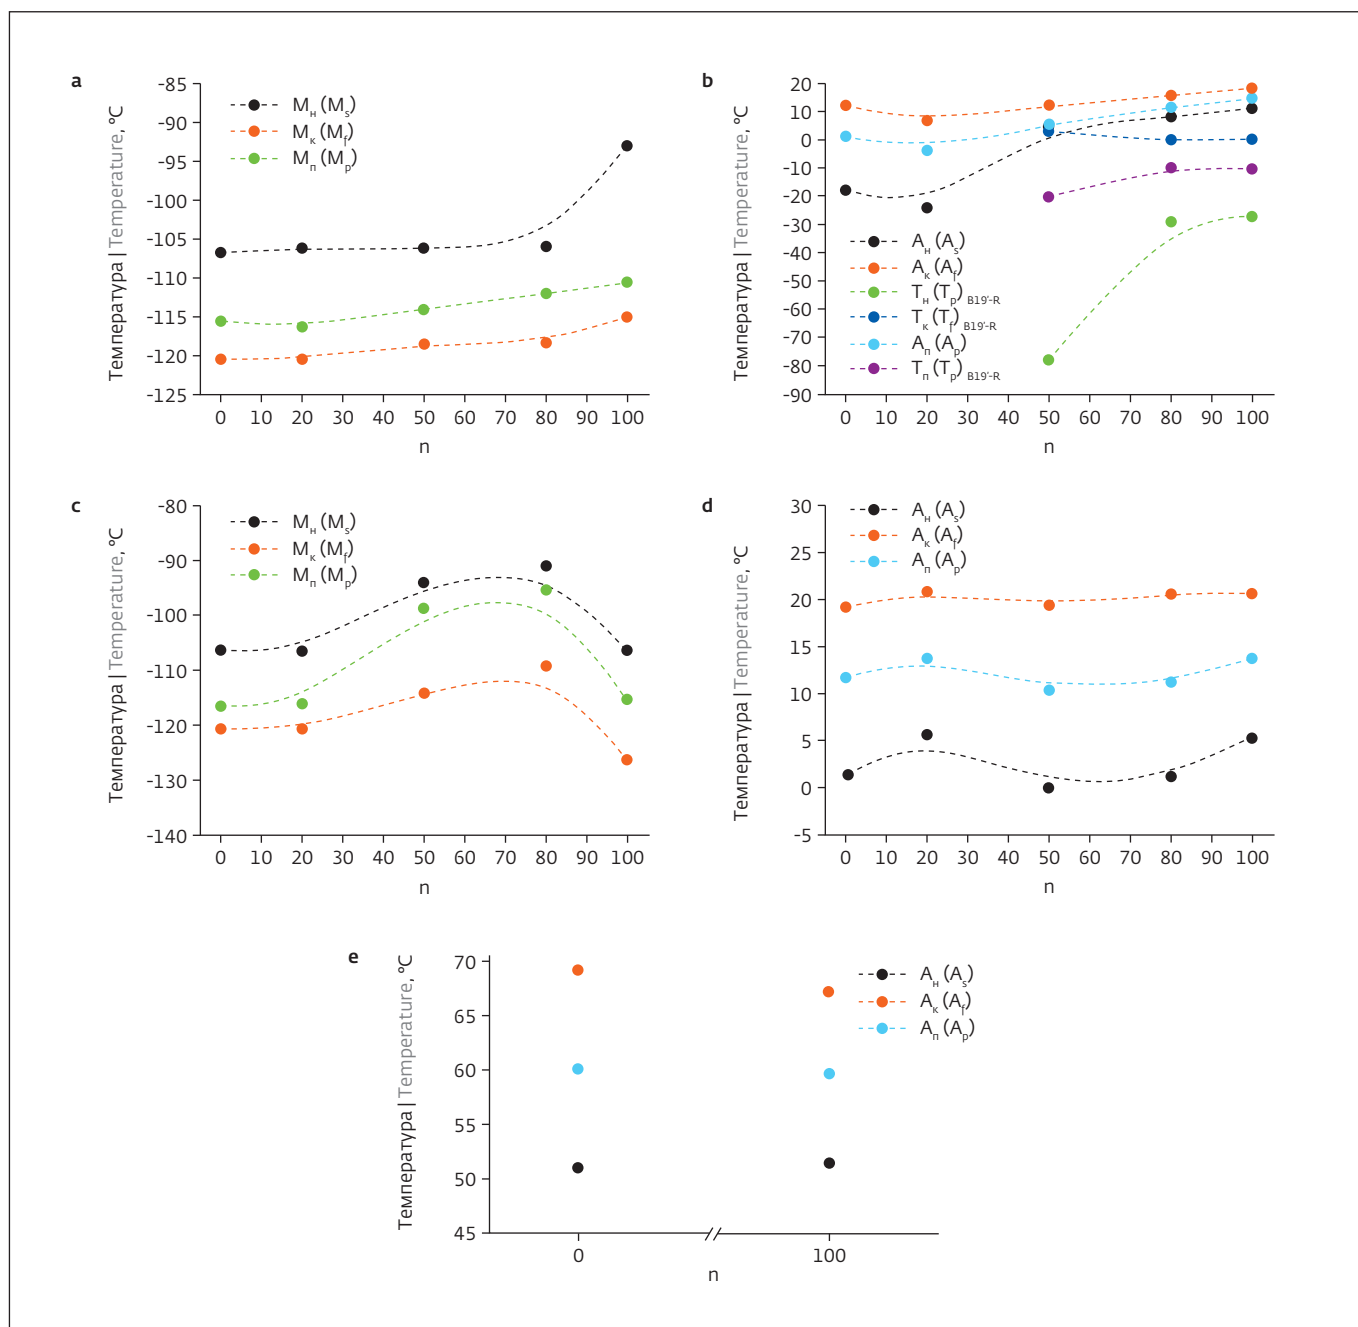 a
Температура | Temperature, °C
-85
-90
-95
-100
-105
-110
-115
-120
-125
Mн (Ms)
Mк (Mf)
Mп (Mp)
0 10 20 30 40 50 60 70 80 90 100
n
b
Температура | Temperature, °C
20
10
0
-10
-20
-30
-40
-50
-60
-70
-80
-90
Aн (As)
Aк (Af)
Tн (Tp) B19'-R
Tк (Tf) B19'-R
Aп (Ap)
Tп (Tp) B19'-R
0 10 20 30 40 50 60 70 80 90 100
n
c
Температура | Temperature, °C
-80
-90
-100
-110
-120
-130
-140
Mн (Ms)
Mк (Mf)
Mп (Mp)
0 10 20 30 40 50 60 70 80 90 100
n
d
Температура | Temperature, °C
30
25
20
15
10
5
0
-5
Aн (As)
Aк (Af)
Aп (Ap)
0 10 20 30 40 50 60 70 80 90 100
n
e
Температура | Temperature, °C
70
65
60
55
50
45
Aн (As)
Aк (Af)
Aп (Ap)
0 100
n